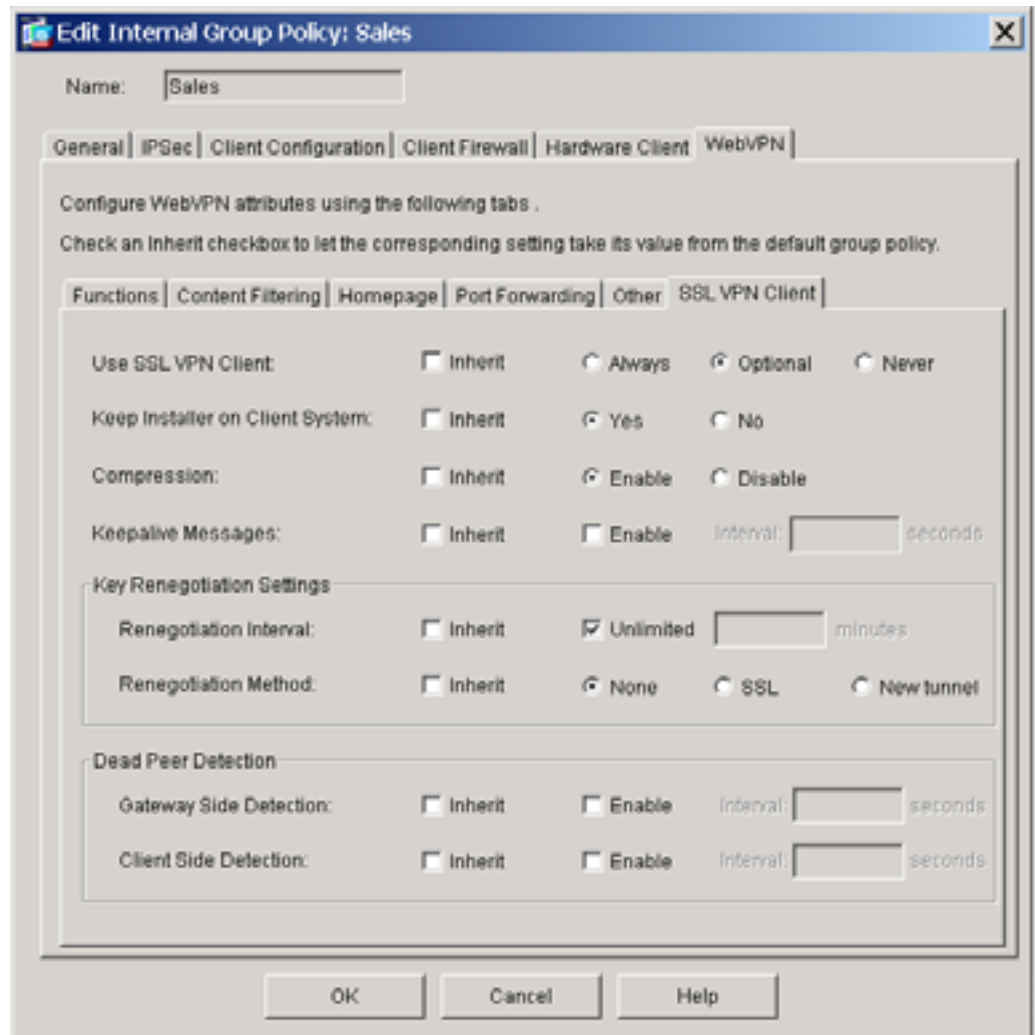 Edit Internal Group Policy: Sales
Name: Sales
General IPSec Client Configuration Client Firewall Hardware Client WebVPN
Configure WebVPN attributes using the following tabs .
Check an Inherit checkbox to let the corresponding setting take its value from the default group policy.
Functions Content Filtering Homepage Port Forwarding Other SSL VPN Client
Use SSL VPN Client: Inherit Always Optional Never
Keep Installer on Client System: Inherit Yes No
Compression: Inherit Enable Disable
Keepalive Messages: Inherit Enable Interval: seconds
Key Renegotiation Settings
Renegotiation Interval: Inherit Unlimited minutes
Renegotiation Method: Inherit None SSL New tunnel
Dead Peer Detection
Gateway Side Detection: Inherit Enable Interval: seconds
Client Side Detection: Inherit Enable Interval: seconds
OK Cancel Help